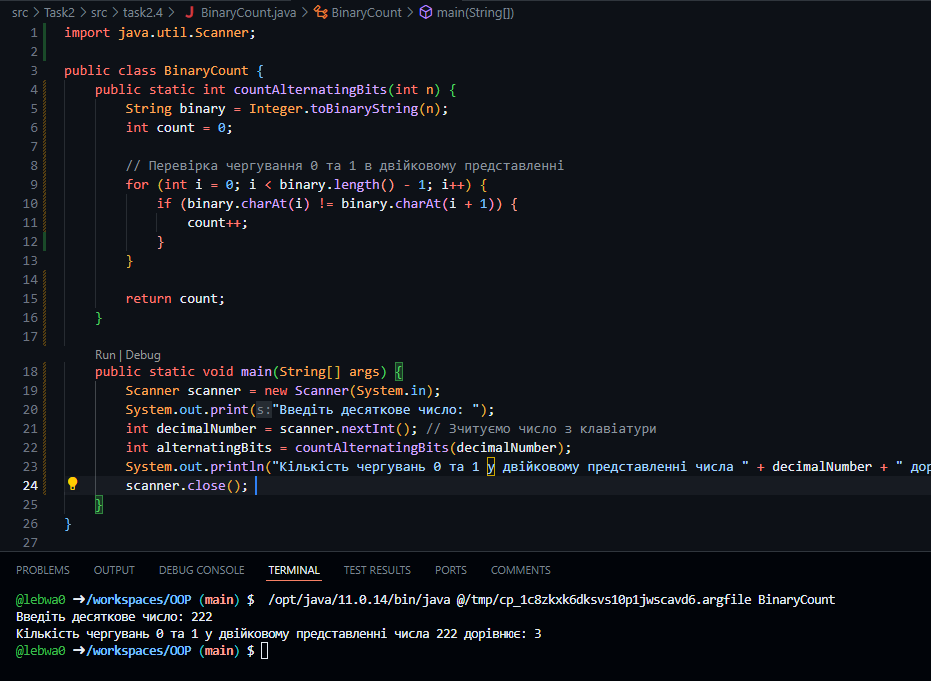 src > Task2 > src > task2.4 > J BinaryCount.java > BinaryCount > main(String[])
1 import java.util.Scanner;
2
3 public class BinaryCount {
4 public static int countAlternatingBits(int n) {
5 String binary = Integer.toBinaryString(n);
6 int count = 0;
7
8 // Перевірка чергування 0 та 1 в двійковому представленні
9 for (int i = 0; i < binary.length() - 1; i++) {
10 if (binary.charAt(i) != binary.charAt(i + 1)) {
11 count++;
12 }
13 }
14
15 return count;
16 }
17
Run | Debug
18 public static void main(String[] args) {
19 Scanner scanner = new Scanner(System.in);
20 System.out.print(s:"Введіть десяткове число: ");
21 int decimalNumber = scanner.nextInt(); // Зчитуємо число з клавіатури
22 int alternatingBits = countAlternatingBits(decimalNumber);
23 System.out.println("Кількість чергувань 0 та 1 у двійковому представленні числа " + decimalNumber + " дор
24 scanner.close();
25 }
26 }
27
PROBLEMS OUTPUT DEBUG CONSOLE TERMINAL TEST RESULTS PORTS COMMENTS
@lebwa0 ➜/workspaces/OOP (main) $ /opt/java/11.0.14/bin/java @/tmp/cp_1c8zkxk6dksvs10p1jwscavd6.argfile BinaryCount
Введіть десяткове число: 222
Кількість чергувань 0 та 1 у двійковому представленні числа 222 дорівнює: 3
@lebwa0 ➜/workspaces/OOP (main) $